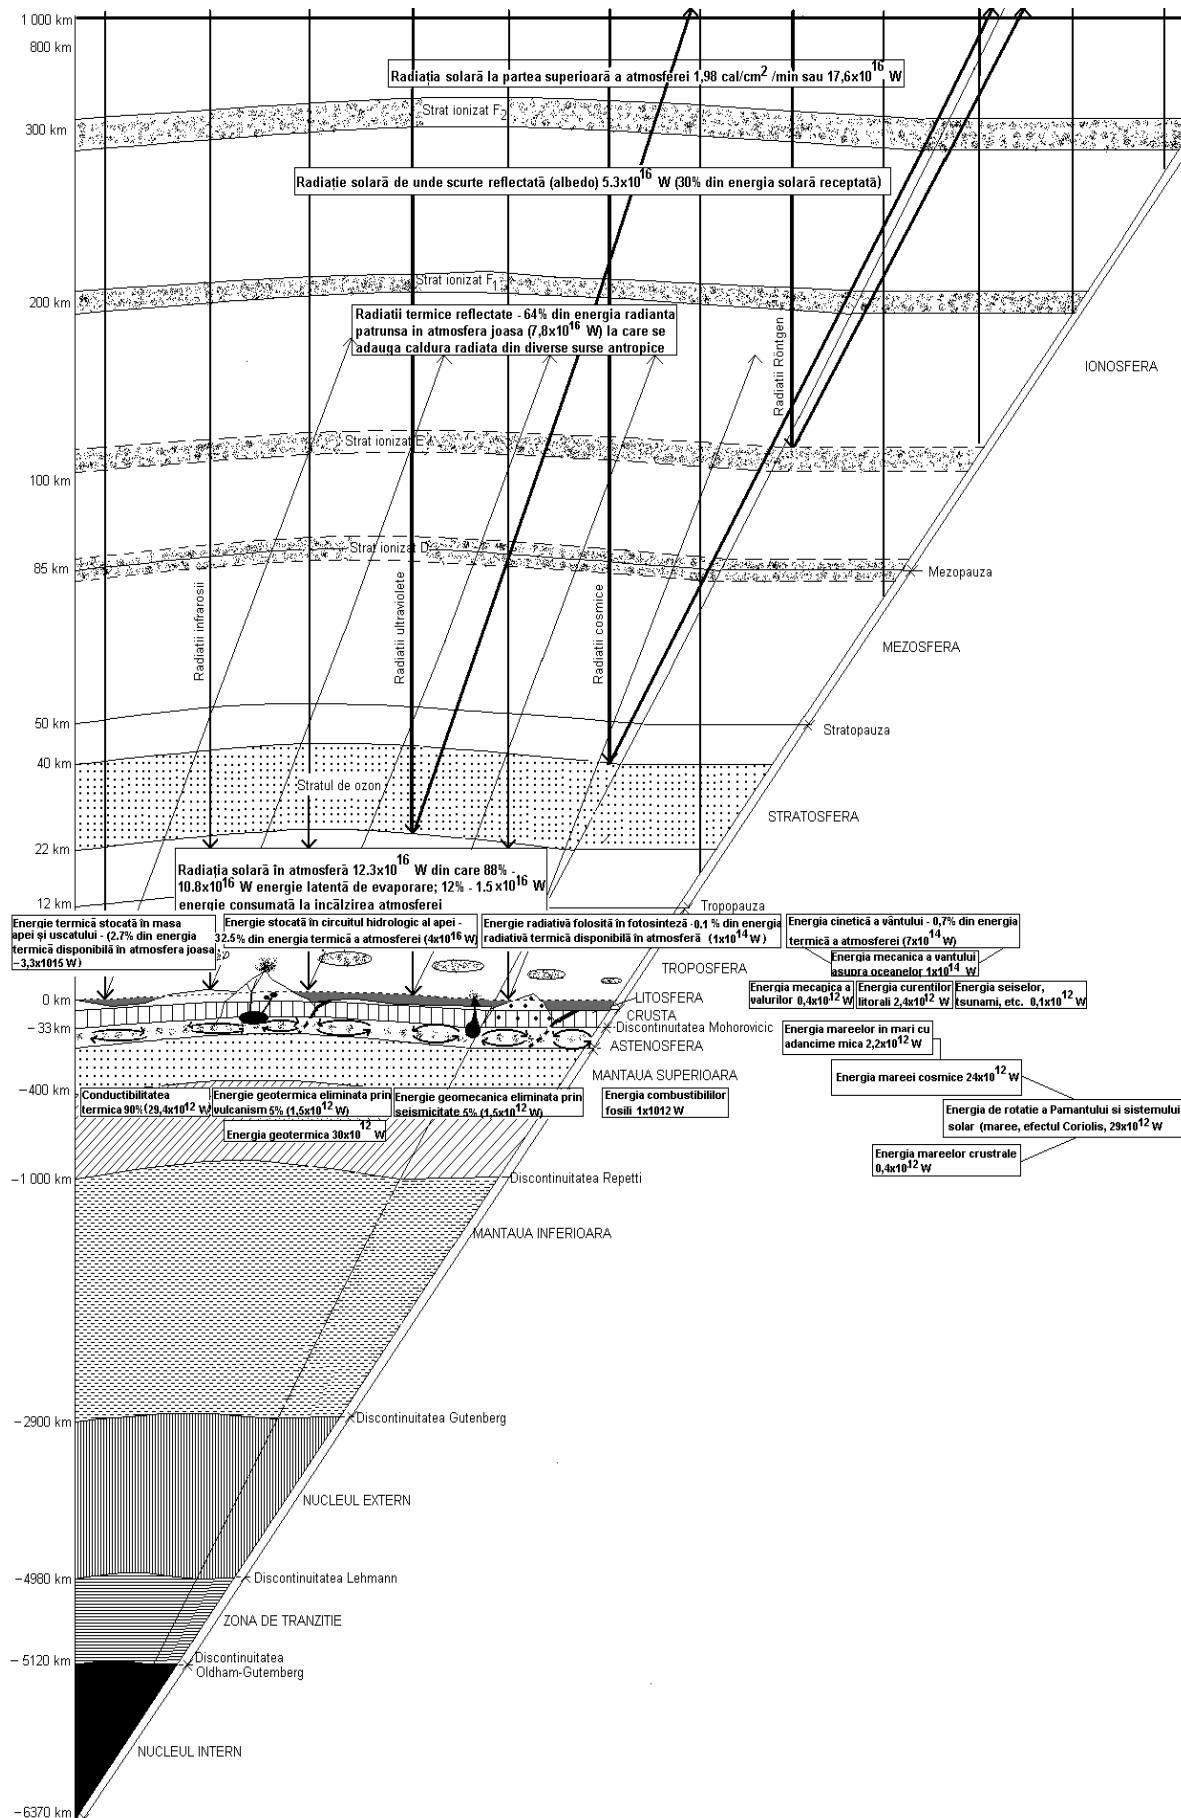 1 000 km
800 km
Radiația solară la partea superioară a atmosferei 1,98 cal/cm² /min sau 17,6x10¹⁶ W
Strat ionizat F₂
300 km
Radiație solară de unde scurte reflectată (albedo) 5.3x10¹⁶ W (30% din energia solară receptată)
Strat ionizat F₁
200 km
Radiatii termice reflectate - 64% din energia radianta
patrunsa in atmosfera joasa (7,8x10¹⁶ W) la care se
adauga caldura radiata din diverse surse antropice
Radiatii Röntgen
IONOSFERA
Strat ionizat E
100 km
Strat ionizat D
85 km
Mezopauza
Radiatii infrarosii
Radiatii ultraviolete
Radiatii cosmice
MEZOSFERA
50 km
Stratopauza
40 km
Stratul de ozon
STRATOSFERA
22 km
Radiația solară în atmosferă 12.3x10¹⁶ W din care 88% -
10.8x10¹⁶ W energie latentă de evaporare; 12% - 1.5x10¹⁶ W
energie consumată la incălzirea atmosferei
12 km
Tropopauza
Energie termică stocată în masa
apei și uscatului - (2.7% din energia
termică disponibilă în atmosfera joasa
– 3,3x1015 W)
Energie stocată în circuitul hidrologic al apei -
32.5% din energia termică a atmosferei (4x10¹⁶ W)
Energie radiativă folosită în fotosinteză -0.1 % din energia
radiativă termică disponibilă în atmosferă (1x10¹⁴ W)
Energia cinetică a vântului - 0,7% din energia
termică a atmosferei (7x10¹⁴ W)
Energia mecanica a vantului
asupra oceanelor 1x10¹⁴ W
TROPOSFERA
Energia mecanica a
valurilor 0,4x10¹² W
Energia curentilor
litorali 2,4x10¹² W
Energia seiselor,
tsunami, etc. 0,1x10¹² W
0 km
LITOSFERA
CRUSTA
–33km
Discontinuitatea Mohorovicic
ASTENOSFERA
Energia mareelor in mari cu
adancime mica 2,2x10¹² W
MANTAUA SUPERIOARA
Energia mareei cosmice 24x10¹² W
–400 km
Conductibilitatea
termica 90% (29,4x10¹² W)
Energie geotermica eliminata prin
vulcanism 5% (1,5x10¹² W)
Energie geomecanica eliminata prin
seismicitate 5% (1,5x10¹² W)
Energia combustibililor
fosili 1x1012 W
Energia de rotatie a Pamantului si sistemului
solar (maree, efectul Coriolis, 29x10¹² W
Energia geotermica 30x10¹² W
Energia mareelor crustrale
0,4x10¹² W
–1 000 km
Discontinuitatea Repetti
MANTAUA INFERIOARA
–2900 km
Discontinuitatea Gutenberg
NUCLEUL EXTERN
–4980 km
Discontinuitatea Lehmann
ZONA DE TRANZITIE
–5120 km
Discontinuitatea
Oldham-Gutemberg
NUCLEUL INTERN
–6370 km